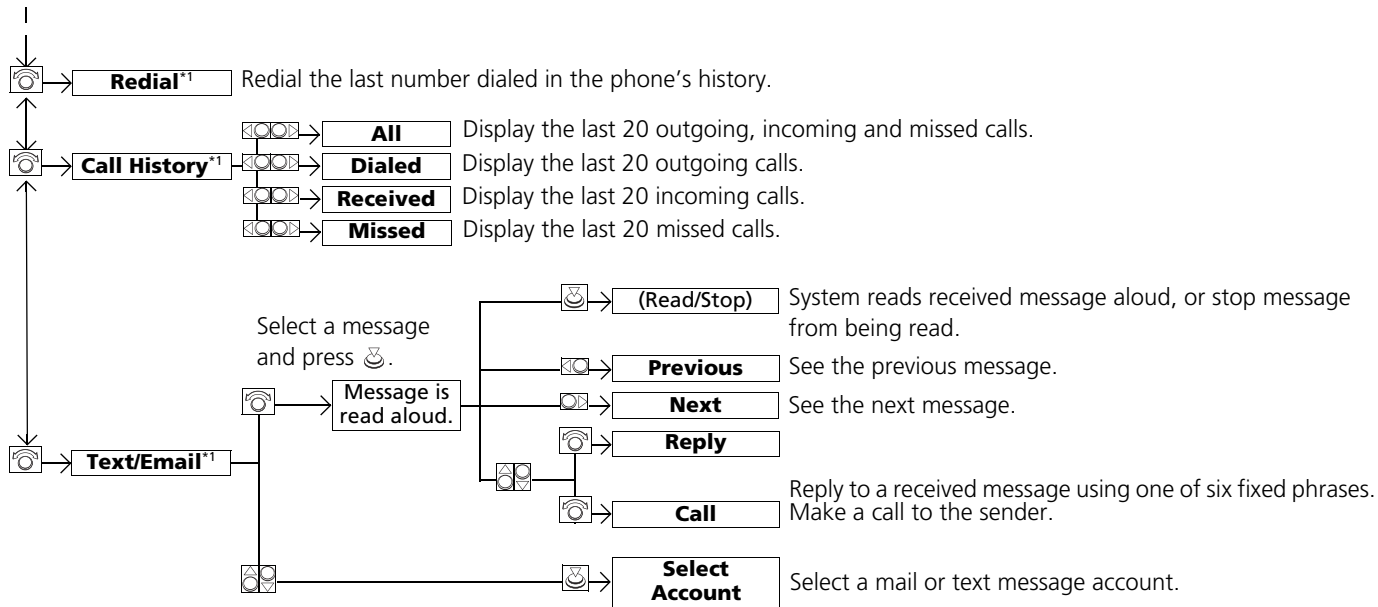 Redial*1 Redial the last number dialed in the phone’s history.
All Display the last 20 outgoing, incoming and missed calls.
Call History*1 Dialed Display the last 20 outgoing calls.
Received Display the last 20 incoming calls.
Missed Display the last 20 missed calls.
(Read/Stop) System reads received message aloud, or stop message
from being read.
Select a message
and press .
Previous See the previous message.
Message is
read aloud.
Next See the next message.
Reply
Text/Email*1
Reply to a received message using one of six fixed phrases.
Call Make a call to the sender.
Select
Account
Select a mail or text message account.